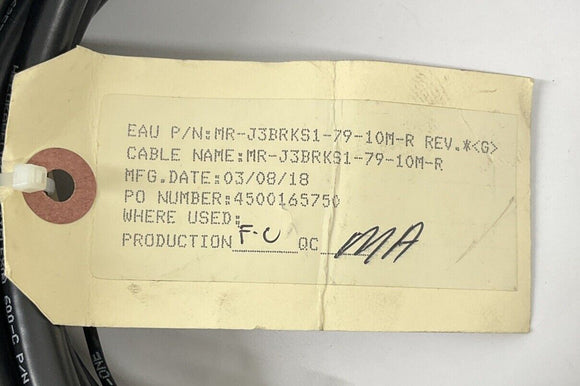 EAU P/N:MR-J3BRKS1-79-10M-R REV.*<G>
CABLE NAME:MR-J3BRKS1-79-10M-R
MFG.DATE:03/08/18
PO NUMBER:4500165750
WHERE USED:
PRODUCTION F-U QC MA
600-C P/N